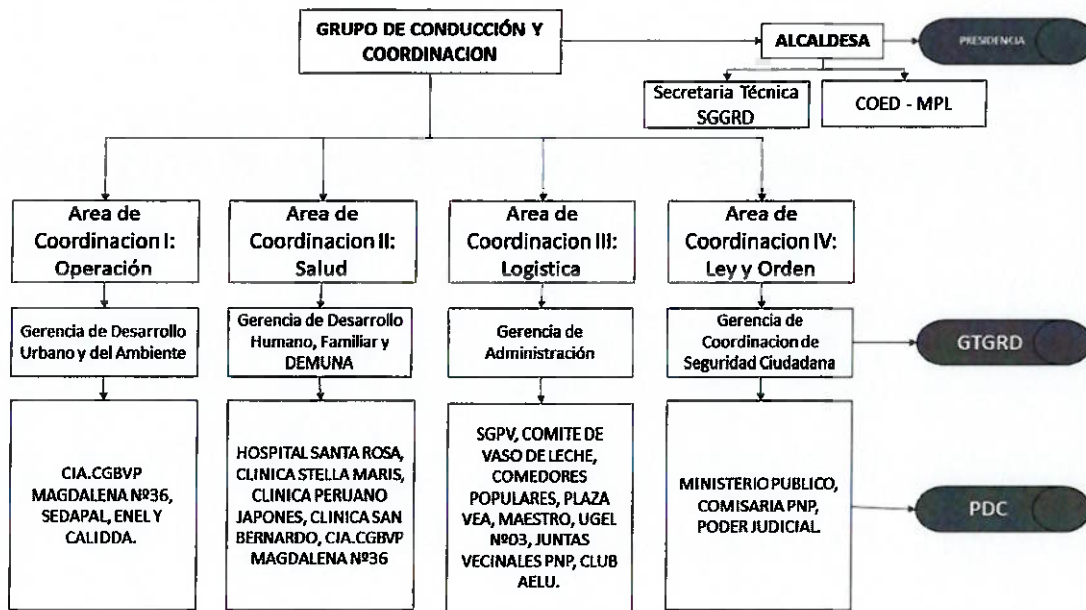 GRUPO DE CONDUCCIÓN Y
COORDINACION
ALCALDESA
PRESIDENCIA
Secretaria Técnica
SGGRD
COED - MPL
Area de
Coordinacion I:
Operación
Area de
Coordinacion II:
Salud
Area de
Coordinacion III:
Logistica
Area de
Coordinacion IV:
Ley y Orden
Gerencia de Desarrollo
Urbano y del Ambiente
Gerencia de Desarrollo
Humano, Familiar y
DEMUNA
Gerencia de
Administración
Gerencia de
Coordinacion de
Seguridad Ciudadana
GTGRD
CIA.CGBVP
MAGDALENA Nº36,
SEDAPAL, ENEL Y
CALIDDA.
HOSPITAL SANTA ROSA,
CLINICA STELLA MARIS,
CLINICA PERUANO
JAPONES, CLINICA SAN
BERNARDO, CIA.CGBVP
MAGDALENA Nº36
SGPV, COMITE DE
VASO DE LECHE,
COMEDORES
POPULARES, PLAZA
VEA, MAESTRO, UGEL
Nº03, JUNTAS
VECINALES PNP, CLUB
AELU.
MINISTERIO PUBLICO,
COMISARIA PNP,
PODER JUDICIAL.
PDC